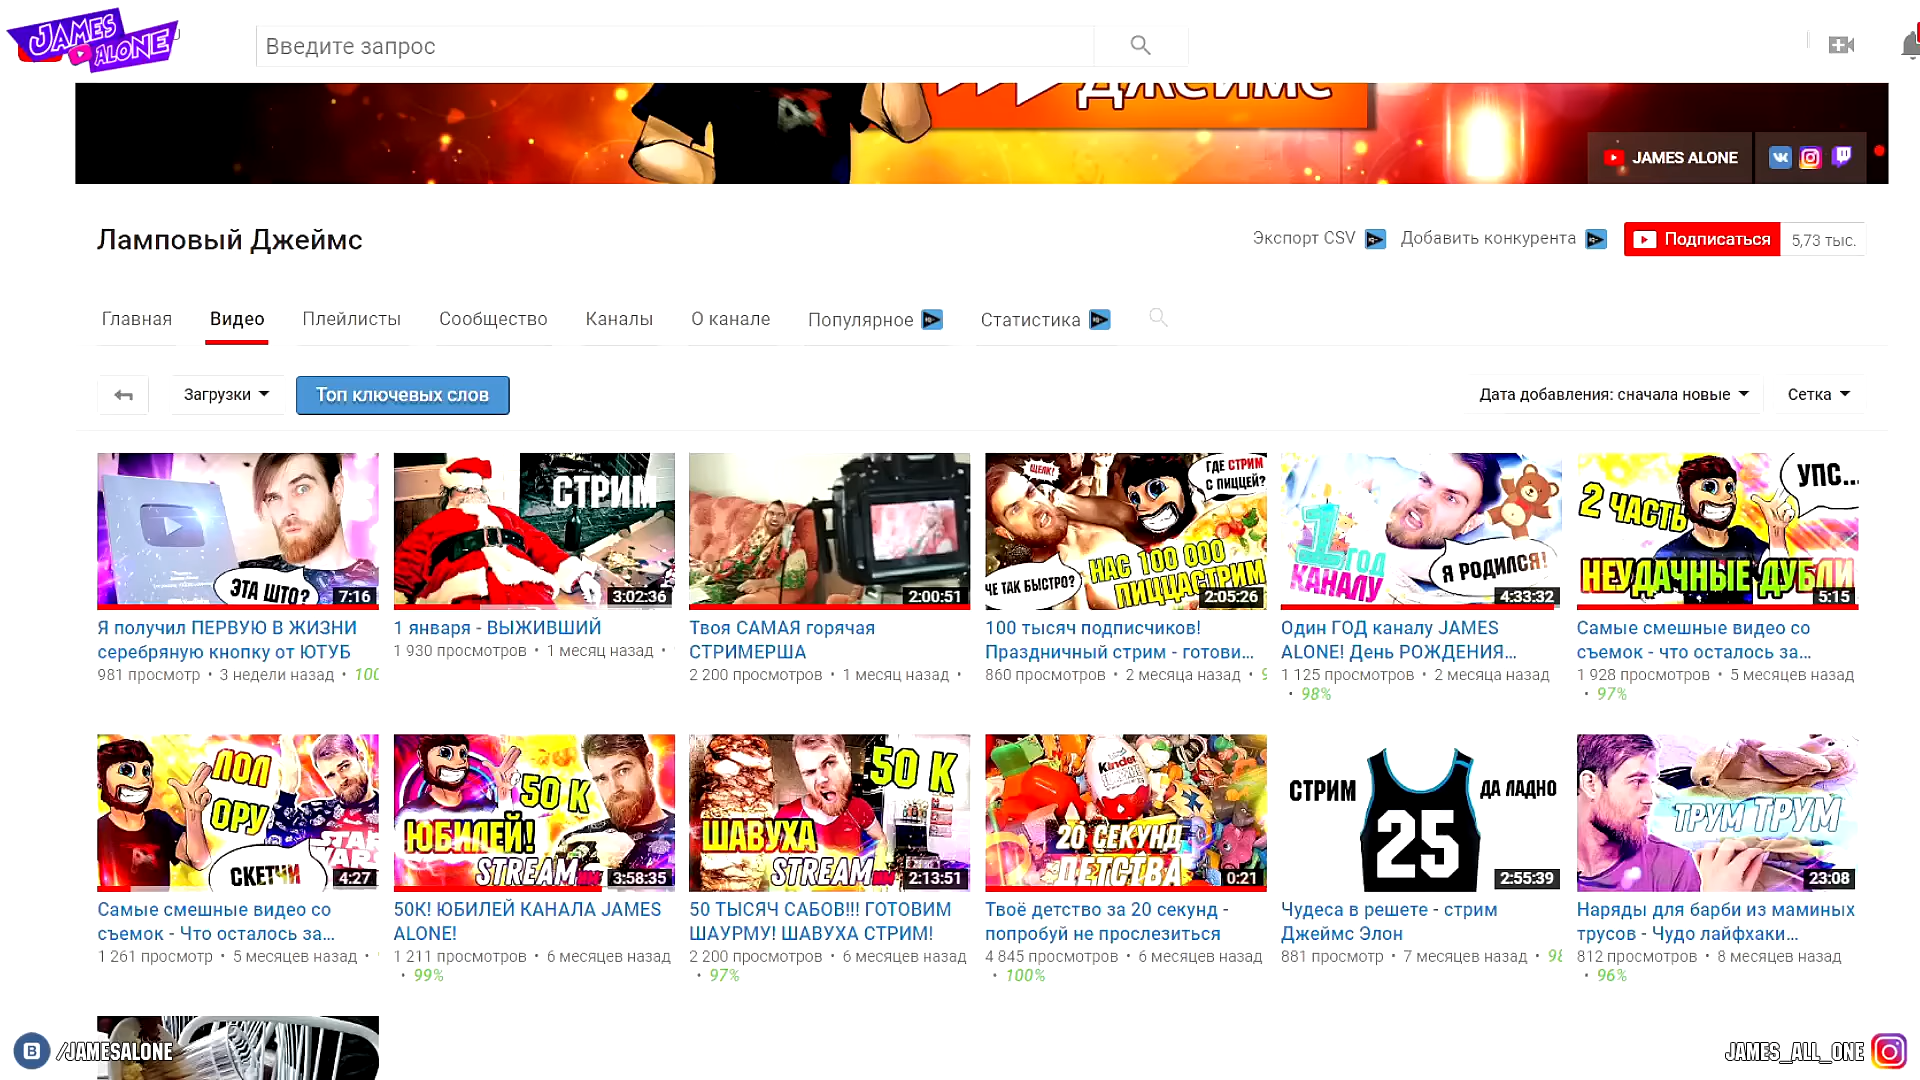 JAMES
ALONE
Введите запрос
ДЖЕЙМС
JAMES ALONE
Ламповый Джеймс
Экспорт CSV
Добавить конкурента
Подписаться
5,73 тыс.
Главная
Видео
Плейлисты
Сообщество
Каналы
О канале
Популярное
Статистика
Загрузки
Топ ключевых слов
Дата добавления: сначала новые
Сетка
ЭТА ШТО?
7:16
СТРИМ
3:02:36
2:00:51
ЩЕЛК!
ГДЕ СТРИМ
С ПИЦЦЕЙ?
ЧЕ ТАК БЫСТРО?
НАС 100 000
ПИЦЦАСТРИМ
2:05:26
1 ГОД
КАНАЛУ
Я РОДИЛСЯ!
4:33:32
УПС...
2 ЧАСТЬ
НЕУДАЧНЫЕ ДУБЛИ
5:15
Я получил ПЕРВУЮ В ЖИЗНИ
серебряную кнопку от ЮТУБ
981 просмотр • 3 недели назад • 100
1 января - ВЫЖИВШИЙ
1 930 просмотров • 1 месяц назад •
Твоя САМАЯ горячая
СТРИМЕРША
2 200 просмотров • 1 месяц назад •
100 тысяч подписчиков!
Праздничный стрим - готови...
860 просмотров • 2 месяца назад •
Один ГОД каналу JAMES
ALONE! День РОЖДЕНИЯ...
1 125 просмотров • 2 месяца назад
• 98%
Самые смешные видео со
съемок - что осталось за...
1 928 просмотров • 5 месяцев назад
• 97%
ЛОЛ
ОРУ
СКЕТЧИ
STAR
WARS
4:27
50 К
ЮБИЛЕЙ!
STREAM
3:58:35
50 К
ШАВУХА
STREAM
2:13:51
Kinder
20 СЕКУНД
ДЕТСТВА
0:21
СТРИМ
ДА ЛАДНО
25
2:55:39
ТРУМ ТРУМ
23:08
Самые смешные видео со
съемок - Что осталось за...
1 261 просмотр • 5 месяцев назад •
50К! ЮБИЛЕЙ КАНАЛА JAMES
ALONE!
1 211 просмотров • 6 месяцев назад
• 99%
50 ТЫСЯЧ САБОВ!!! ГОТОВИМ
ШАУРМУ! ШАВУХА СТРИМ!
2 200 просмотров • 6 месяцев назад
• 97%
Твоё детство за 20 секунд -
попробуй не прослезиться
4 845 просмотров • 6 месяцев назад
• 100%
Чудеса в решете - стрим
Джеймс Элон
881 просмотр • 7 месяцев назад • 98
Наряды для барби из маминых
трусов - Чудо лайфхаки...
812 просмотров • 8 месяцев назад
• 96%
/JAMESALONE
JAMES_ALL_ONE